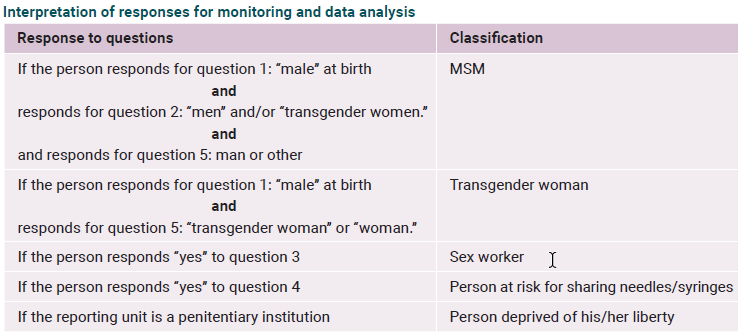 Interpretation of responses for monitoring and data analysis
Response to questions
Classification
If the person responds for question 1: “male” at birth
and
responds for question 2: “men” and/or “transgender women.”
and
and responds for question 5: man or other
MSM
If the person responds for question 1: “male” at birth
and
responds for question 5: “transgender woman” or “woman.”
Transgender woman
If the person responds “yes” to question 3
Sex worker
If the person responds “yes” to question 4
Person at risk for sharing needles/syringes
If the reporting unit is a penitentiary institution
Person deprived of his/her liberty